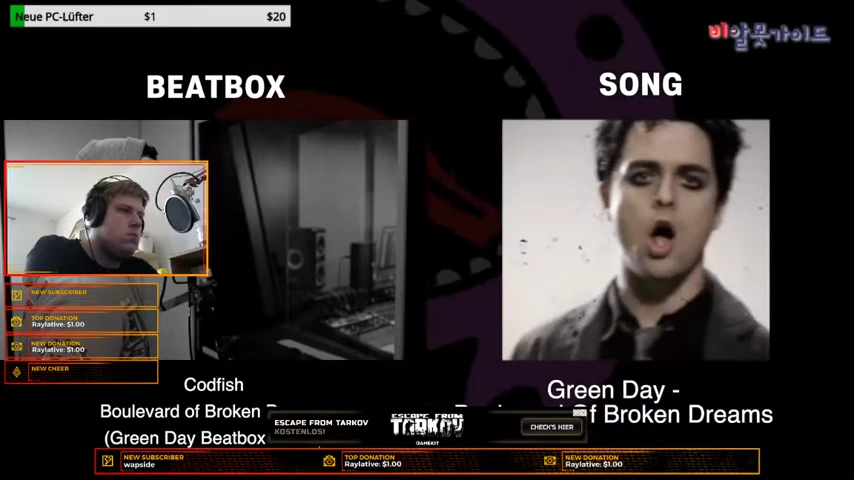 Neue PC-Lüfter $1 $20
비알못가이드
BEATBOX
SONG
NEW SUBSCRIBER
TOP DONATION
Raylative: $1.00
NEW DONATION
Raylative: $1.00
NEW CHEER
Codfish
Boulevard of Broken
(Green Day Beatbox
Green Day -
Of Broken Dreams
ESCAPE FROM TARKOV
KOSTENLOS!
ESCAPE FROM
TARKOV
GAMEKIT
CHECK'S HIER
NEW SUBSCRIBER
wapside
TOP DONATION
Raylative: $1.00
NEW DONATION
Raylative: $1.00